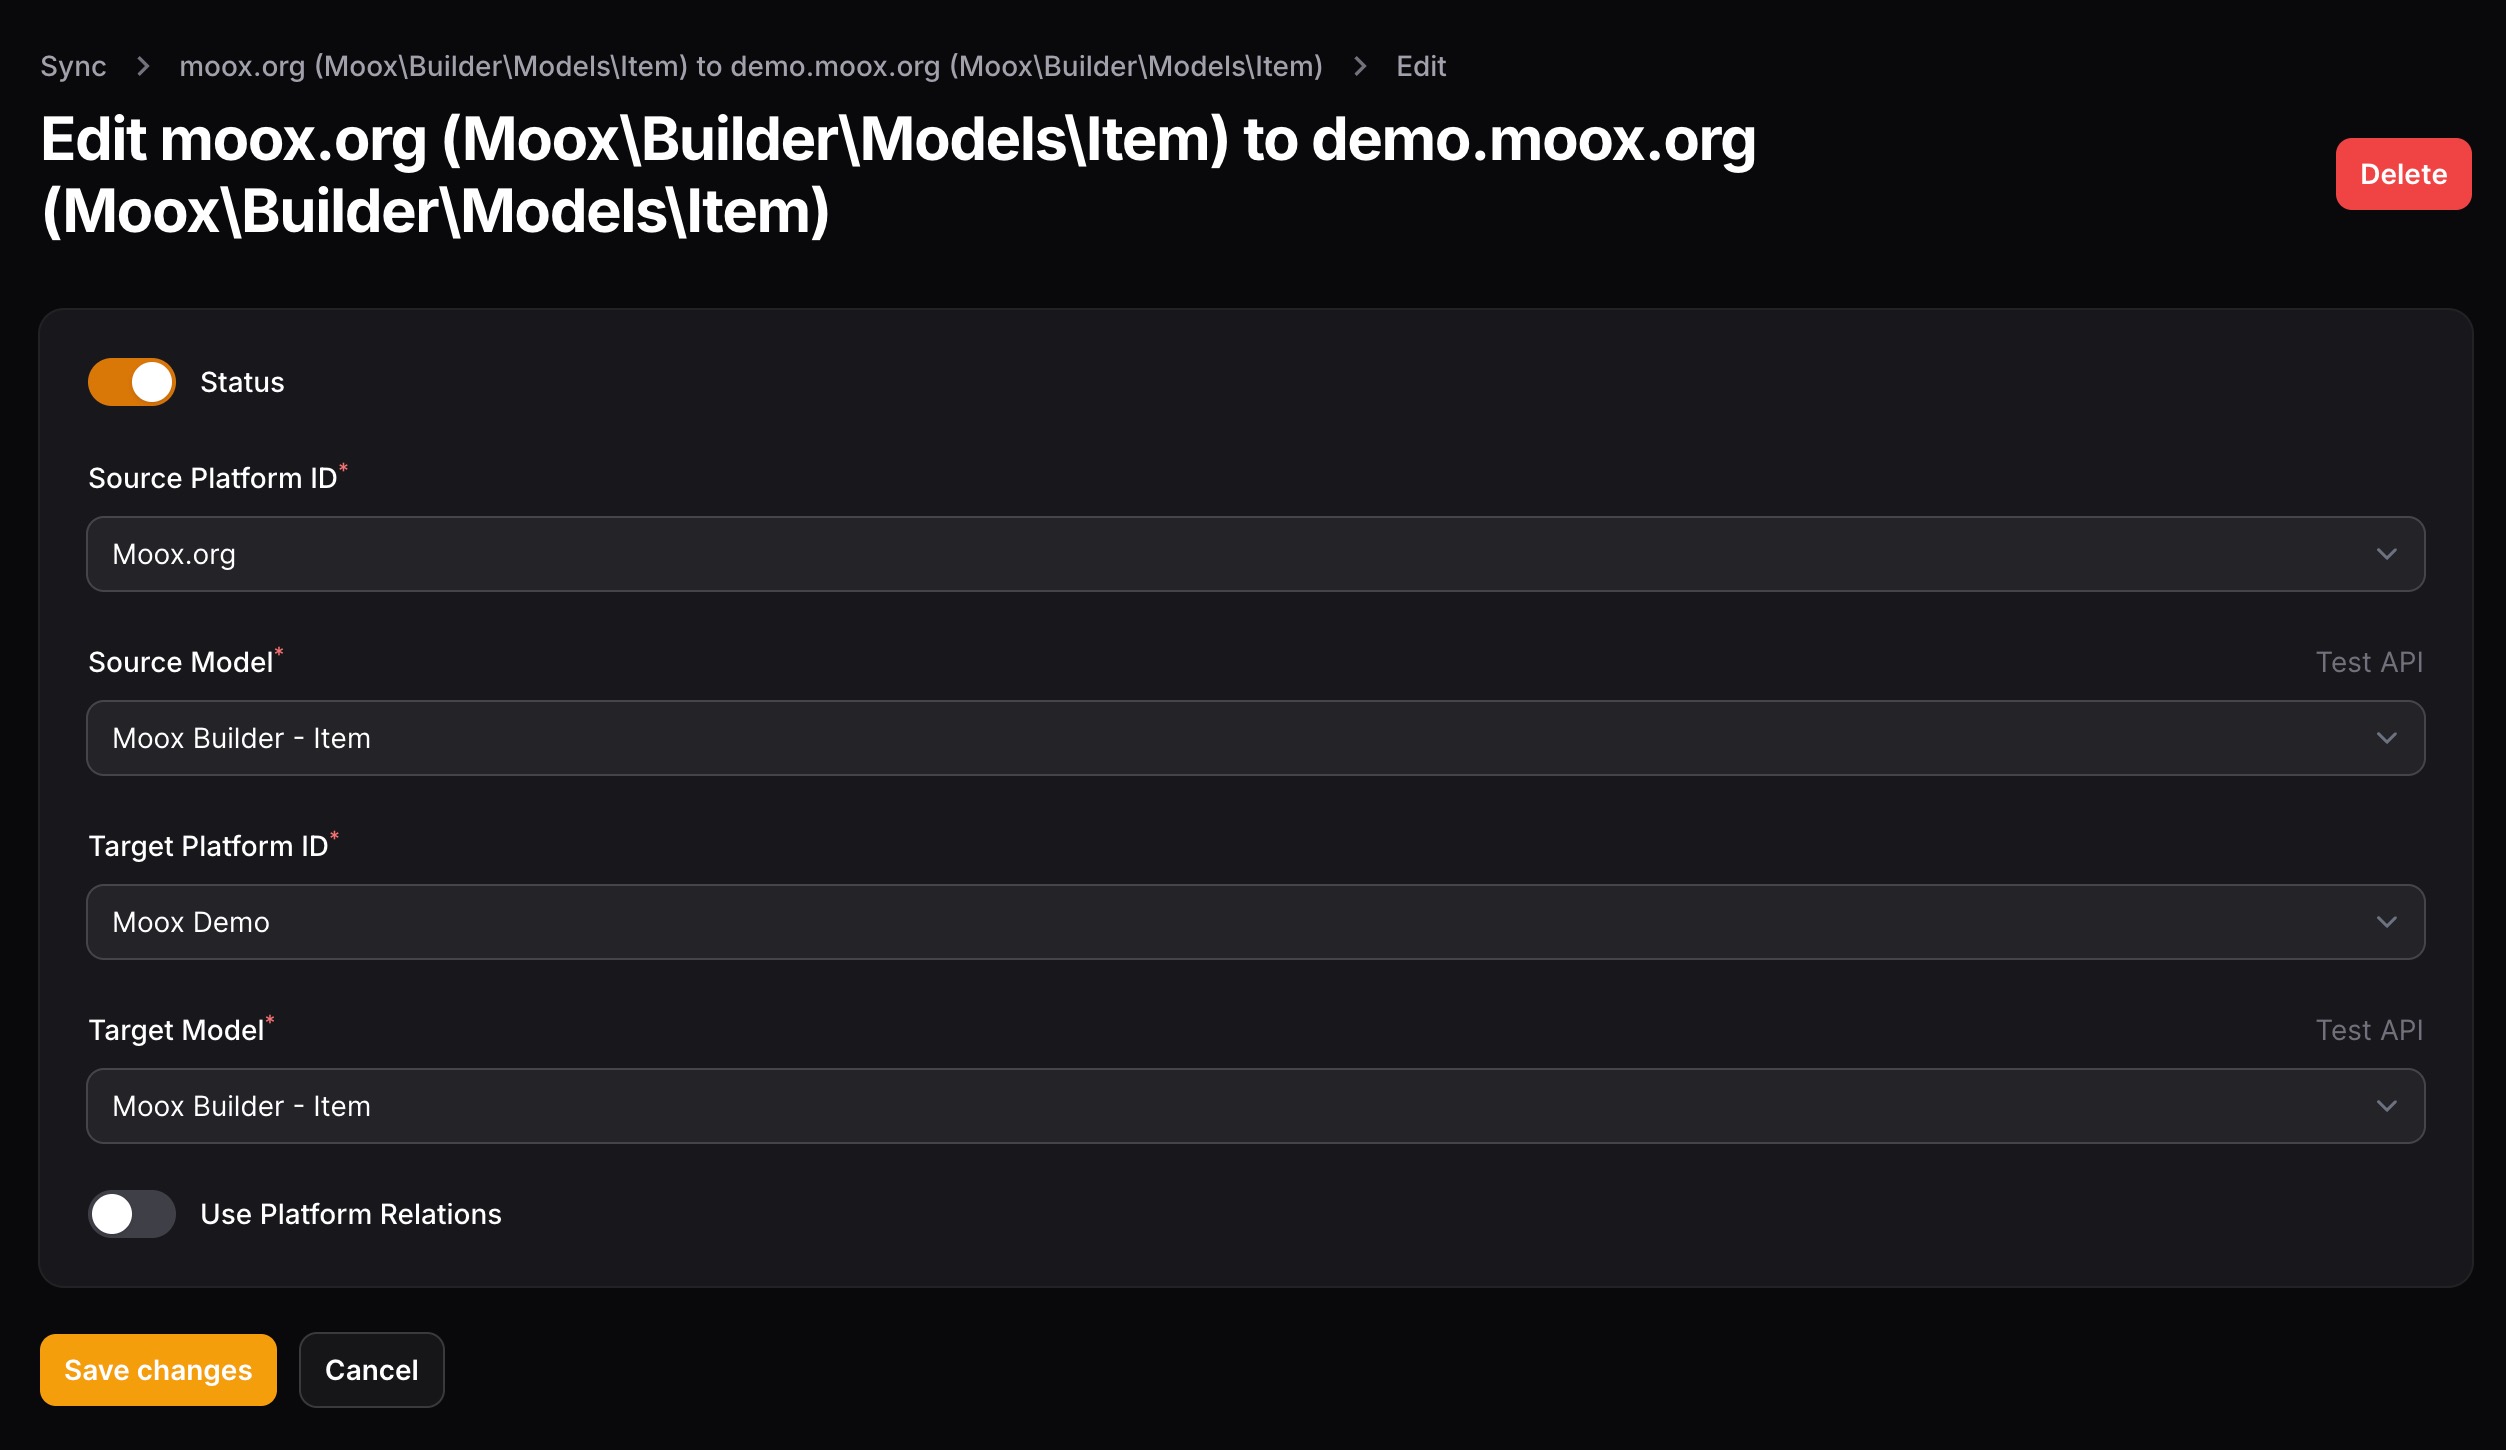 Sync > moox.org (Moox\Builder\Models\Item) to demo.moox.org (Moox\Builder\Models\Item) > Edit
Edit moox.org (Moox\Builder\Models\Item) to demo.moox.org
(Moox\Builder\Models\Item)
Delete
Status
Source Platform ID*
Moox.org
Source Model*
Test API
Moox Builder - Item
Target Platform ID*
Moox Demo
Target Model*
Test API
Moox Builder - Item
Use Platform Relations
Save changes
Cancel